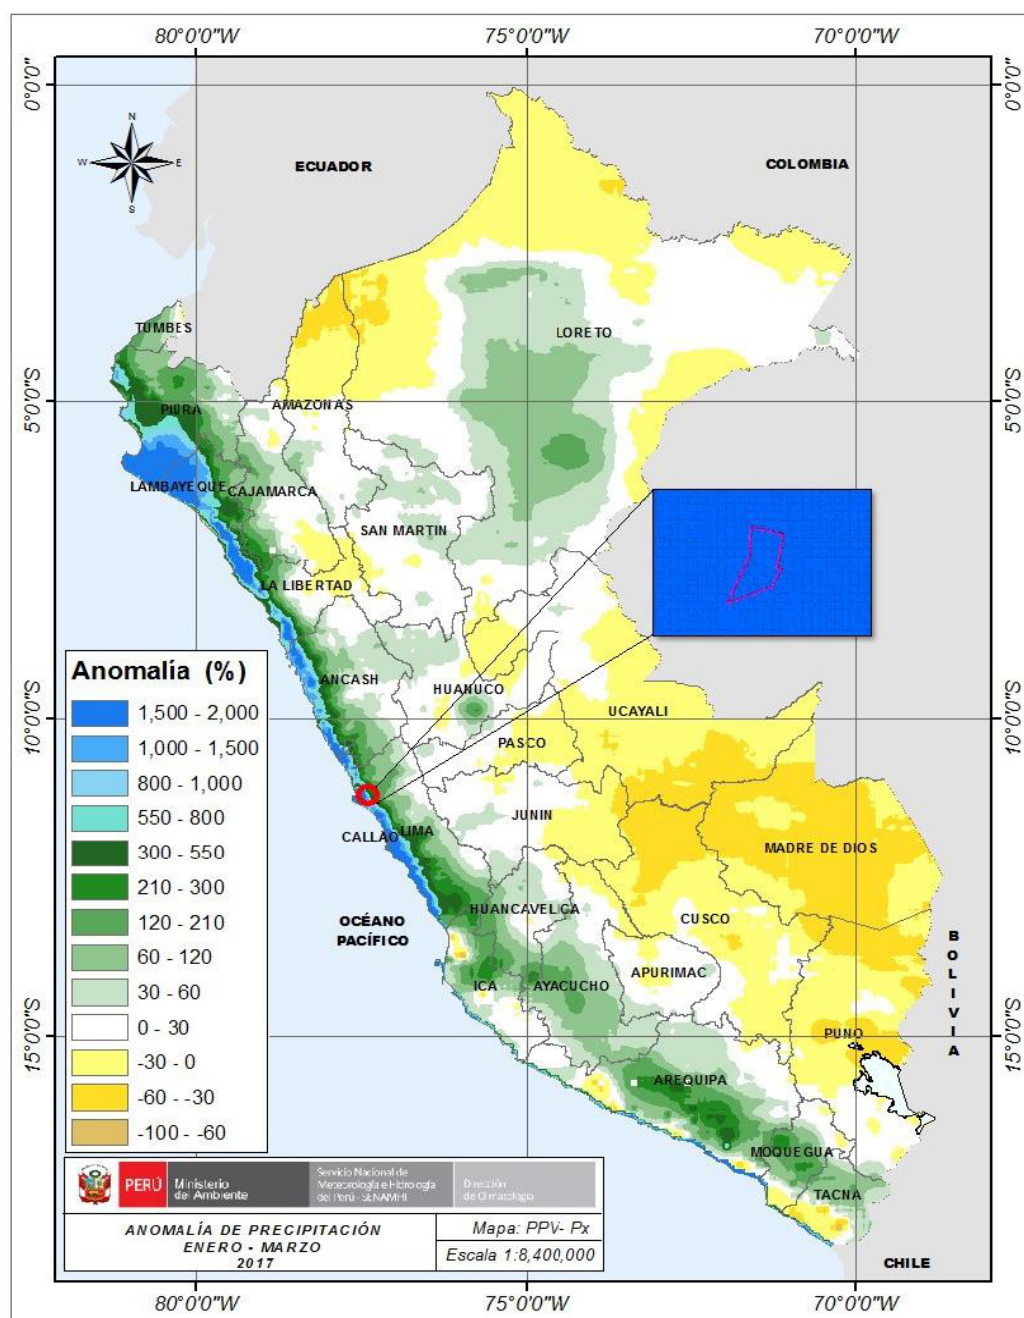 80°0'0"W 75°0'0"W 70°0'0"W
0°0'0" 0°0'0"
N
W E
S
ECUADOR
COLOMBIA
TUMBES
LORETO
5°0'0"S 5°0'0"S
AMAZONAS
PIURA
LAMBAYEQUE
CAJAMARCA
SAN MARTIN
LA LIBERTAD
ANCASH
HUANUCO
UCAYALI
10°0'0"S 10°0'0"S
PASCO
JUNIN
CALLAO
LIMA
MADRE DE DIOS
HUANCAVELICA
CUSCO
OCÉANO
PACÍFICO
BOLIVIA
APURIMAC
ICA
AYACUCHO
PUNO
15°0'0"S 15°0'0"S
AREQUIPA
MOQUEGUA
TACNA
CHILE
Anomalía (%)
1,500 - 2,000
1,000 - 1,500
800 - 1,000
550 - 800
300 - 550
210 - 300
120 - 210
60 - 120
30 - 60
0 - 30
-30 - 0
-60 - -30
-100 - -60
PERÚ
Ministerio
del Ambiente
Servicio Nacional de
Meteorología e Hidrología
del Perú - SENAMHI
Dirección
de Climatología
ANOMALÍA DE PRECIPITACIÓN
ENERO - MARZO
2017
Mapa: PPV- Px
Escala 1:8,400,000
80°0'0"W 75°0'0"W 70°0'0"W